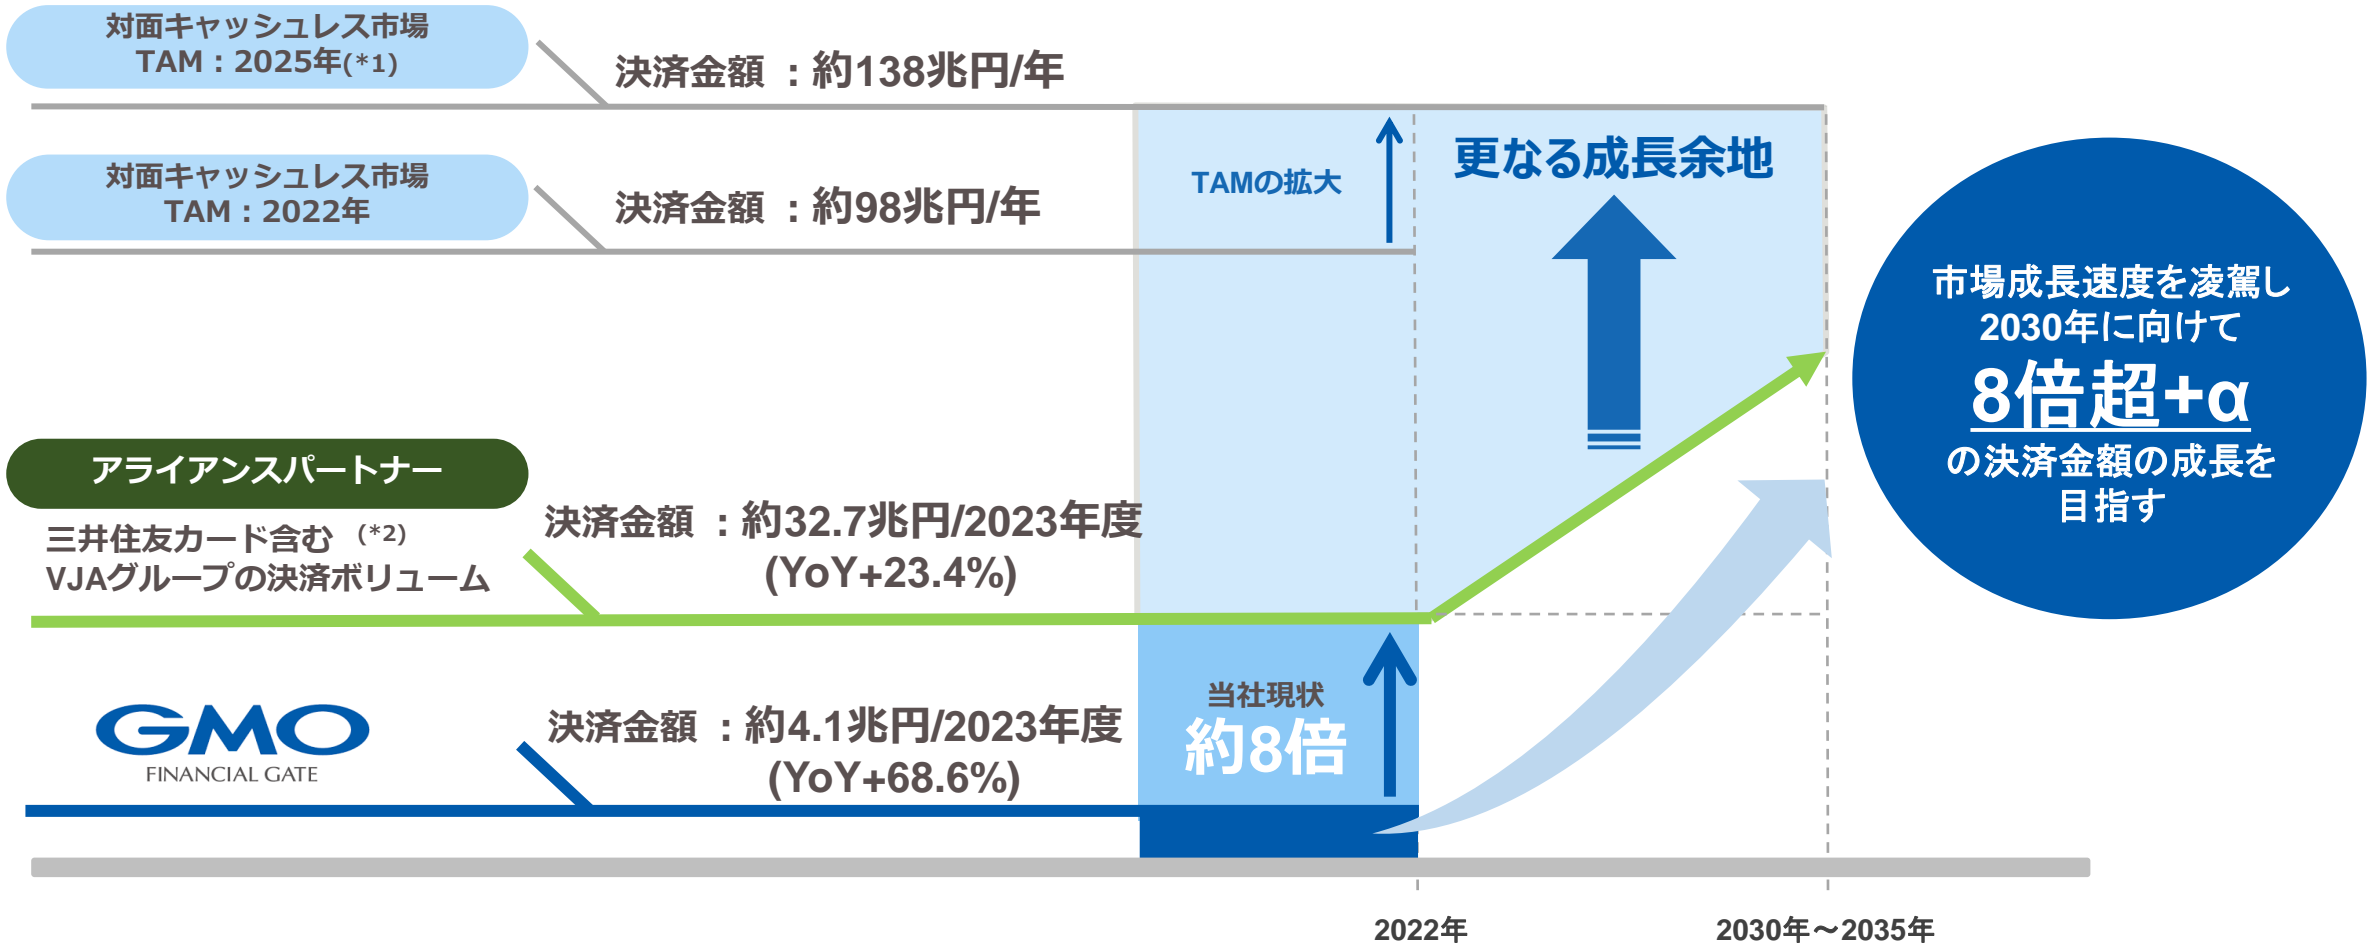 対面キャッシュレス市場
TAM：2025年(*1)
決済金額 ：約138兆円/年
対面キャッシュレス市場
TAM：2022年
決済金額 ：約98兆円/年
TAMの拡大
更なる成長余地
市場成長速度を凌駕し
2030年に向けて
8倍超+α
の決済金額の成長を
目指す
アライアンスパートナー
三井住友カード含む (*2)
VJAグループの決済ボリューム
決済金額 ：約32.7兆円/2023年度
(YoY+23.4%)
GMO
FINANCIAL GATE
決済金額 ：約4.1兆円/2023年度
(YoY+68.6%)
当社現状
約8倍
2022年
2030年～2035年